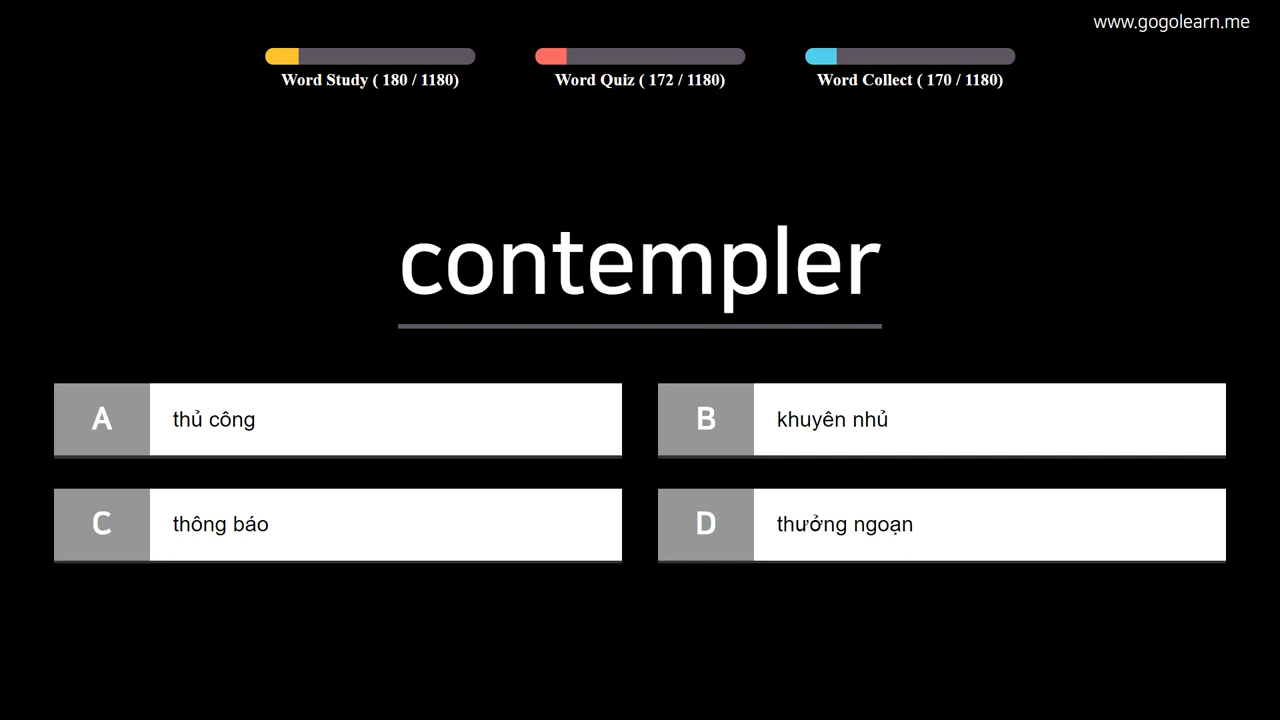 www.gogolearn.me
Word Study ( 180 / 1180)
Word Quiz ( 172 / 1180)
Word Collect ( 170 / 1180)
contempler
A thủ công
B khuyên nhủ
C thông báo
D thưởng ngoạn